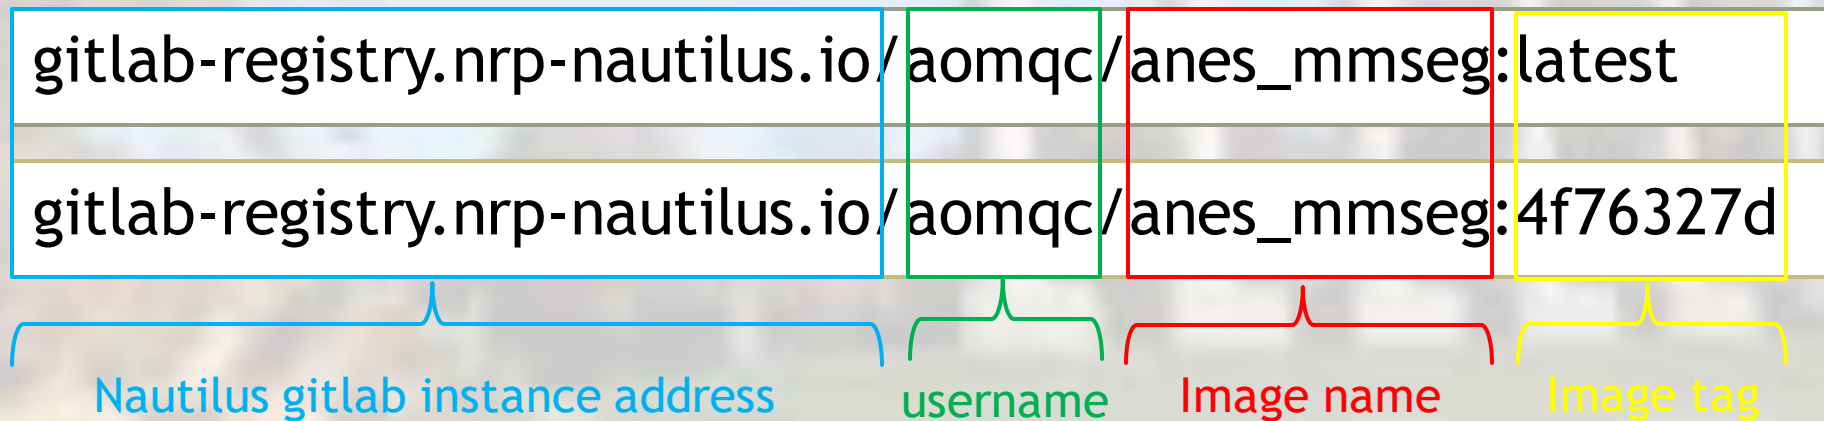 gitlab-registry.nrp-nautilus.io/aomqc/anes_mmseg:latest
gitlab-registry.nrp-nautilus.io/aomqc/anes_mmseg:4f76327d
Nautilus gitlab instance address username Image name Image tag